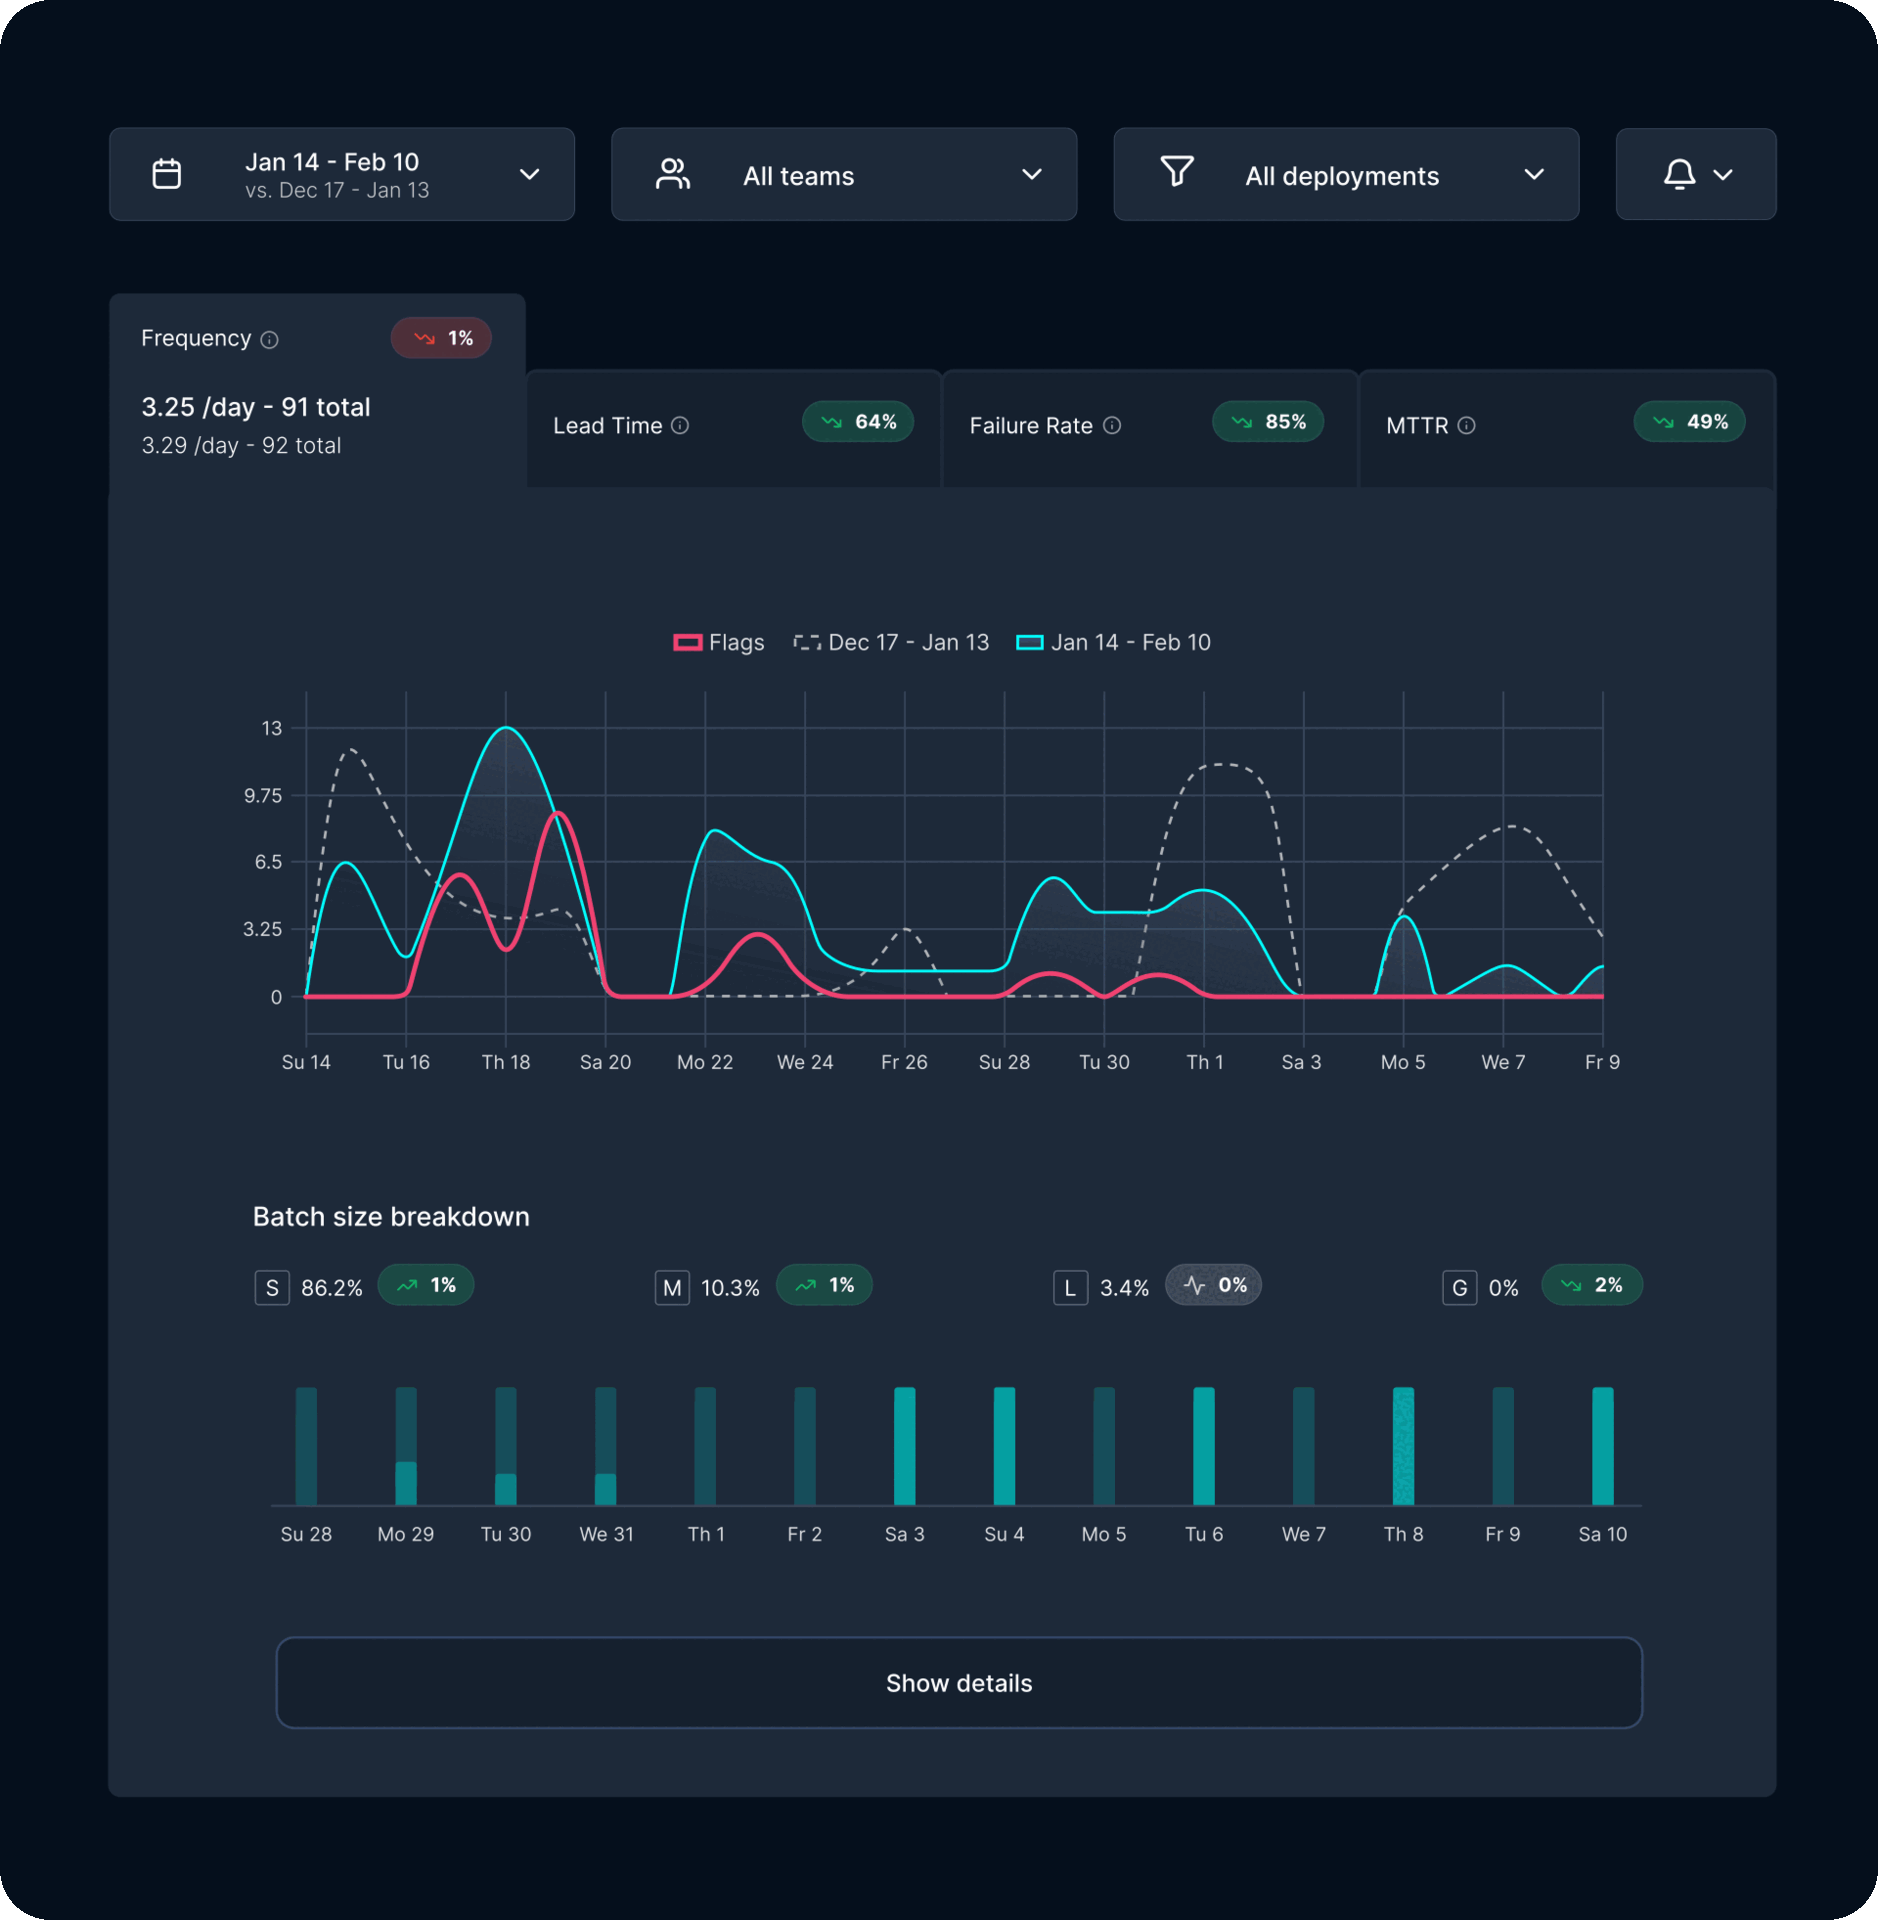 Jan 14 - Feb 10
vs. Dec 17 - Jan 13
All teams
All deployments
Frequency
1%
3.25 /day - 91 total
3.29 /day - 92 total
Lead Time
64%
Failure Rate
85%
MTTR
49%
Flags
Dec 17 - Jan 13
Jan 14 - Feb 10
13
9.75
6.5
3.25
0
Su 14 Tu 16 Th 18 Sa 20 Mo 22 We 24 Fr 26 Su 28 Tu 30 Th 1 Sa 3 Mo 5 We 7 Fr 9
Batch size breakdown
S 86.2% 1%
M 10.3% 1%
L 3.4% 0%
G 0% 2%
Su 28 Mo 29 Tu 30 We 31 Th 1 Fr 2 Sa 3 Su 4 Mo 5 Tu 6 We 7 Th 8 Fr 9 Sa 10
Show details